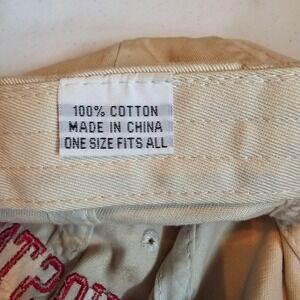 100% COTTON
MADE IN CHINA
ONE SIZE FITS ALL